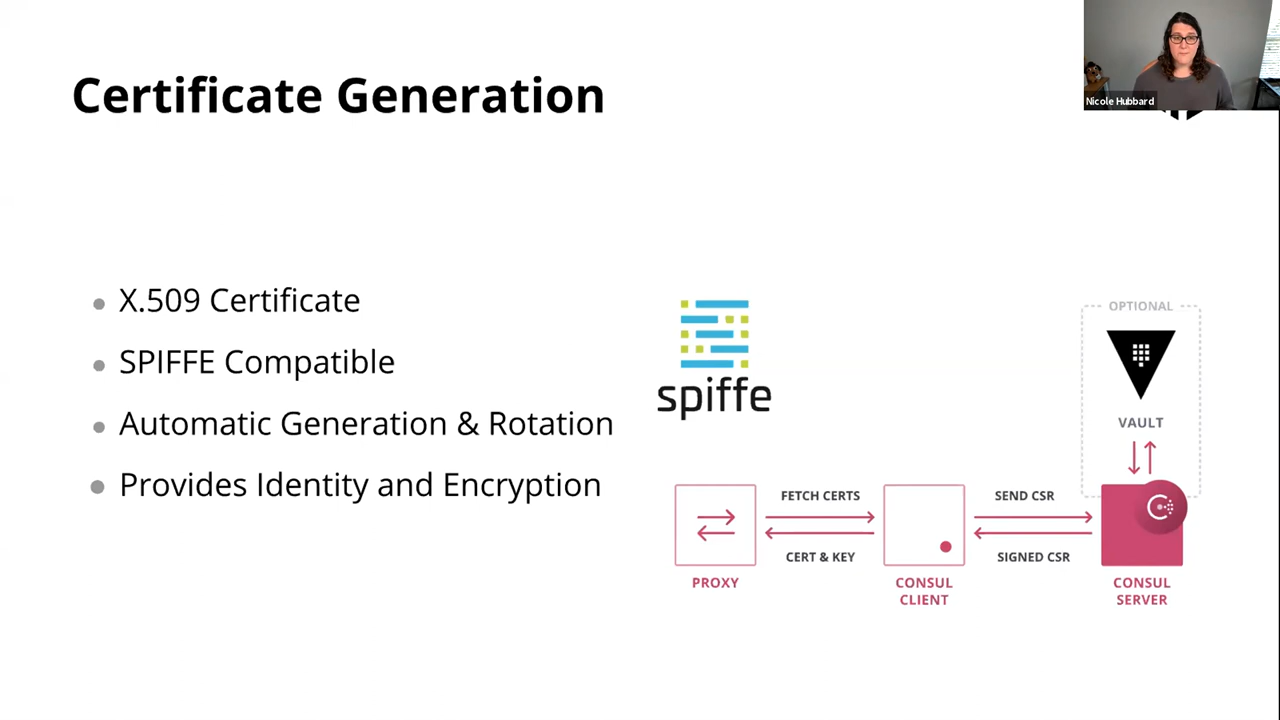 Certificate Generation
Nicole Hubbard
X.509 Certificate
SPIFFE Compatible
Automatic Generation & Rotation
Provides Identity and Encryption
spiffe
OPTIONAL
VAULT
FETCH CERTS
SEND CSR
CERT & KEY
SIGNED CSR
PROXY
CONSUL
CLIENT
CONSUL
SERVER